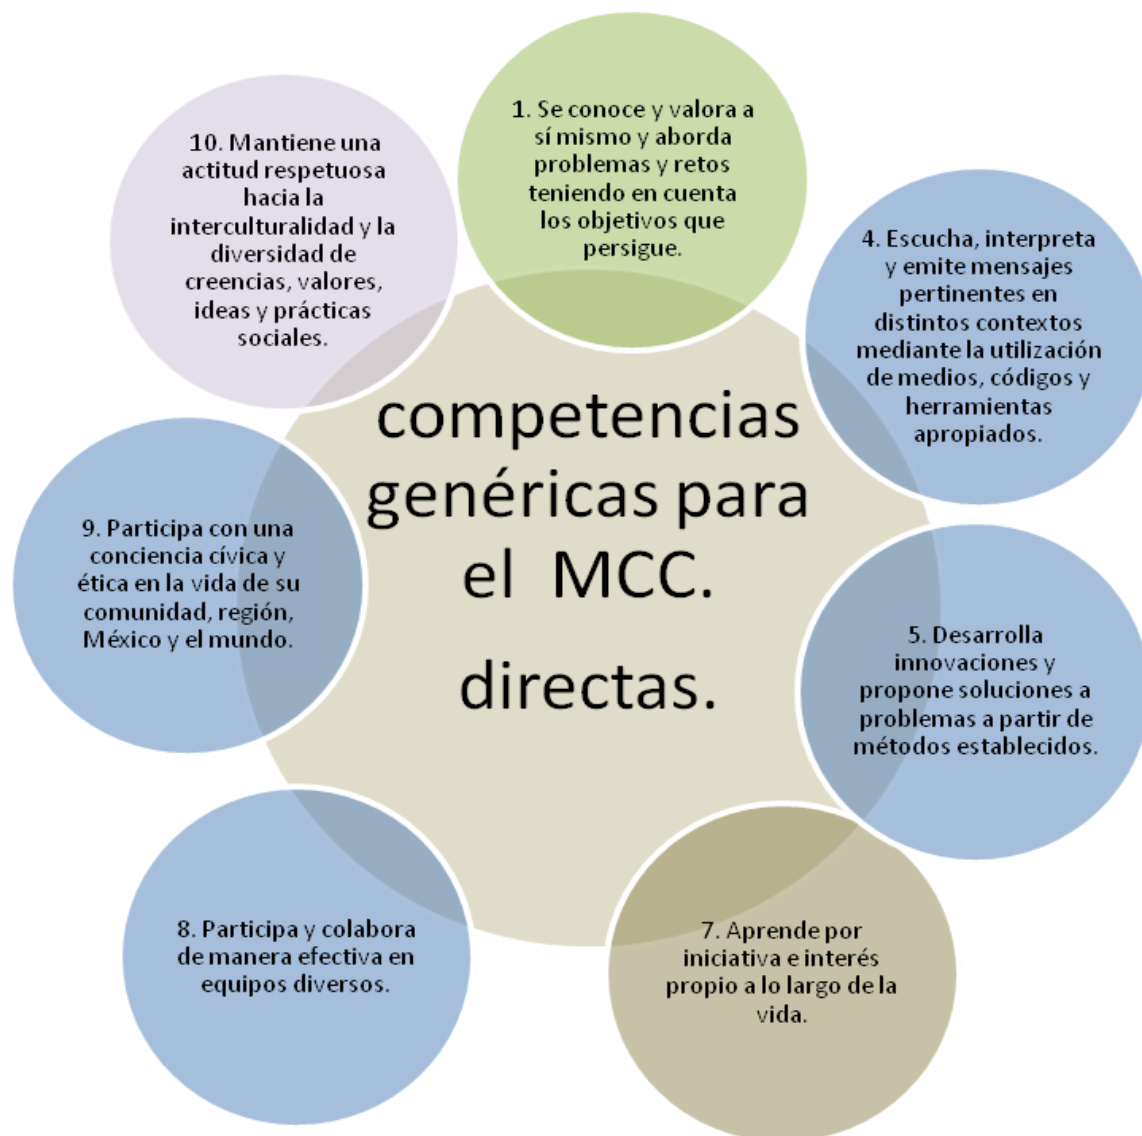 competencias
genéricas para
el MCC.
directas.
1. Se conoce y valora a
sí mismo y aborda
problemas y retos
teniendo en cuenta
los objetivos que
persigue.
4. Escucha, interpreta
y emite mensajes
pertinentes en
distintos contextos
mediante la utilización
de medios, códigos y
herramientas
apropiados.
5. Desarrolla
innovaciones y
propone soluciones a
problemas a partir de
métodos establecidos.
7. Aprende por
iniciativa e interés
propio a lo largo de la
vida.
8. Participa y colabora
de manera efectiva en
equipos diversos.
9. Participa con una
conciencia cívica y
ética en la vida de su
comunidad, región,
México y el mundo.
10. Mantiene una
actitud respetuosa
hacia la
interculturalidad y la
diversidad de
creencias, valores,
ideas y prácticas
sociales.